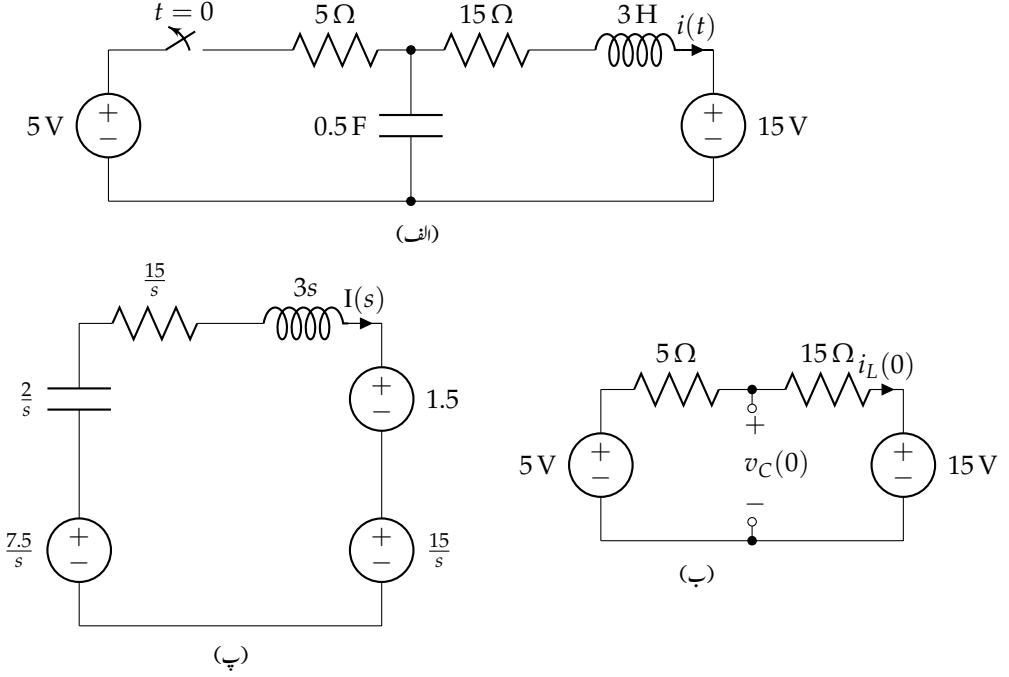 t = 0
5 Ω
15 Ω
3 H
i(t)
5 V
+
−
0.5 F
+
−
15 V
(الف)
15/s
3s
I(s)
2/s
+
−
1.5
7.5/s
+
−
+
−
15/s
(پ)
5 Ω
15 Ω
i_L(0)
5 V
+
−
+
v_C(0)
−
+
−
15 V
(ب)